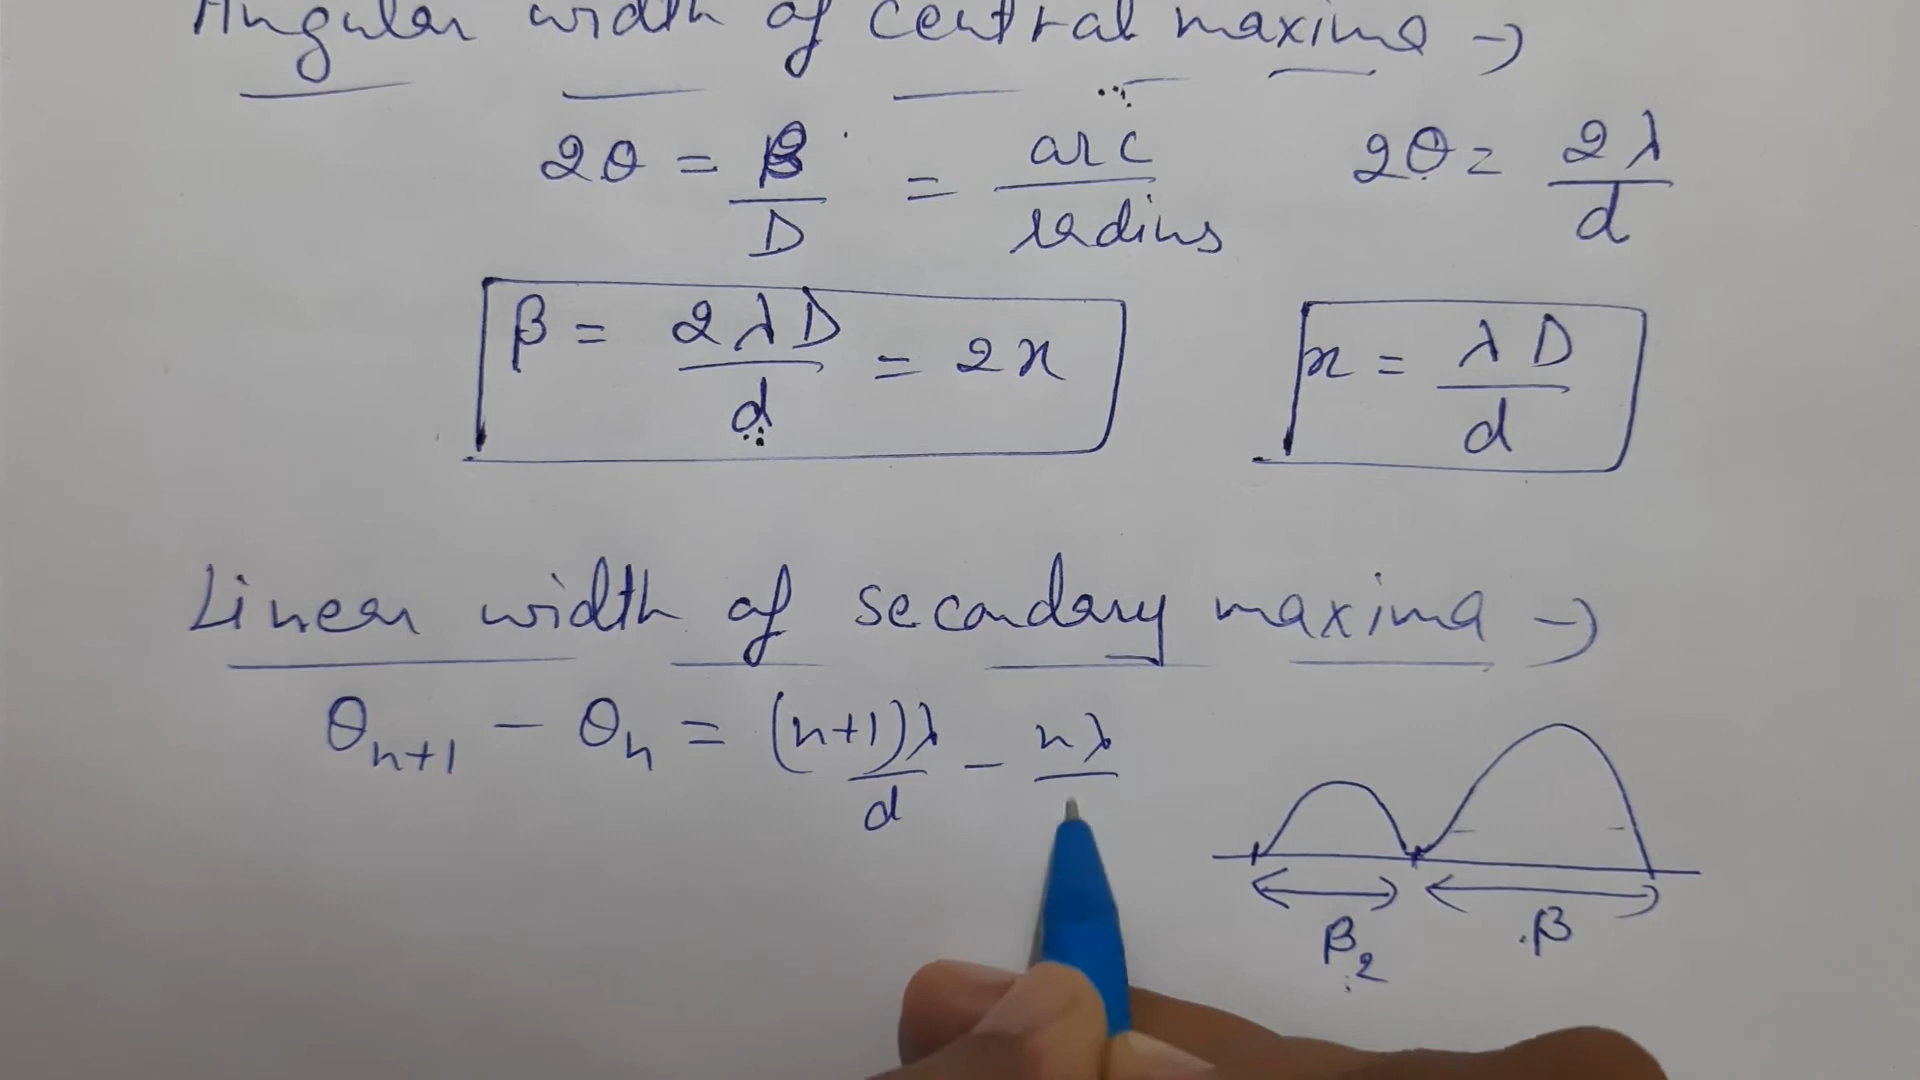 Angular width of central maxima →
2θ = β/D = arc/radius 2θ = 2λ/d
β = 2λD/d = 2x x = λD/d
Linear width of secondary maxima →
θn+1 − θn = (n+1)λ/d − nλ
β2 β